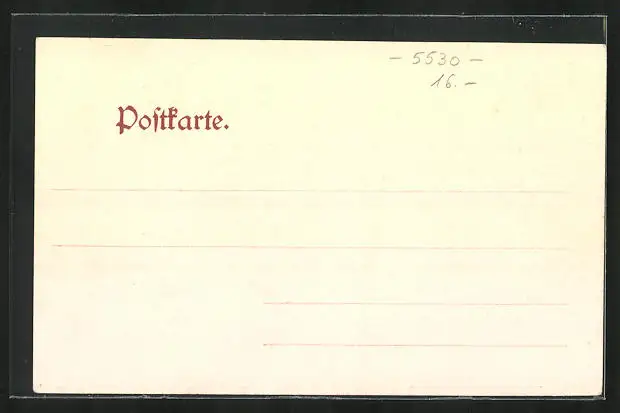 - 5530 -
16. -
Poſtkarte.